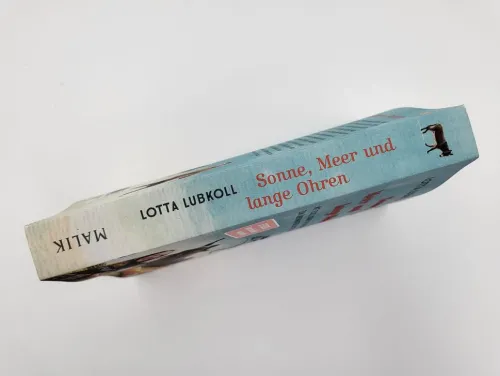 MALIK
LOTTA LUBKOLL
Sonne, Meer und
lange Ohren